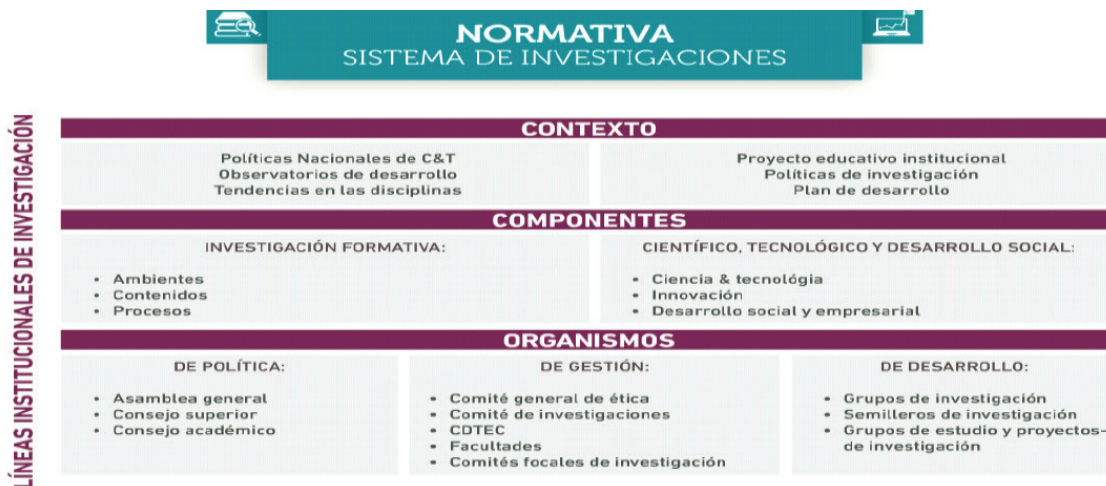 NORMATIVA
SISTEMA DE INVESTIGACIONES
LÍNEAS INSTITUCIONALES DE INVESTIGACIÓN
CONTEXTO
Políticas Nacionales de C&T
Observatorios de desarrollo
Tendencias en las disciplinas
Proyecto educativo institucional
Políticas de investigación
Plan de desarrollo
COMPONENTES
INVESTIGACIÓN FORMATIVA:
• Ambientes
• Contenidos
• Procesos
CIENTÍFICO, TECNOLÓGICO Y DESARROLLO SOCIAL:
• Ciencia & tecnológia
• Innovación
• Desarrollo social y empresarial
ORGANISMOS
DE POLÍTICA:
• Asamblea general
• Consejo superior
• Consejo académico
DE GESTIÓN:
• Comité general de ética
• Comité de investigaciones
• CDTEC
• Facultades
• Comités focales de investigación
DE DESARROLLO:
• Grupos de investigación
• Semilleros de investigación
• Grupos de estudio y proyectos-
de investigación